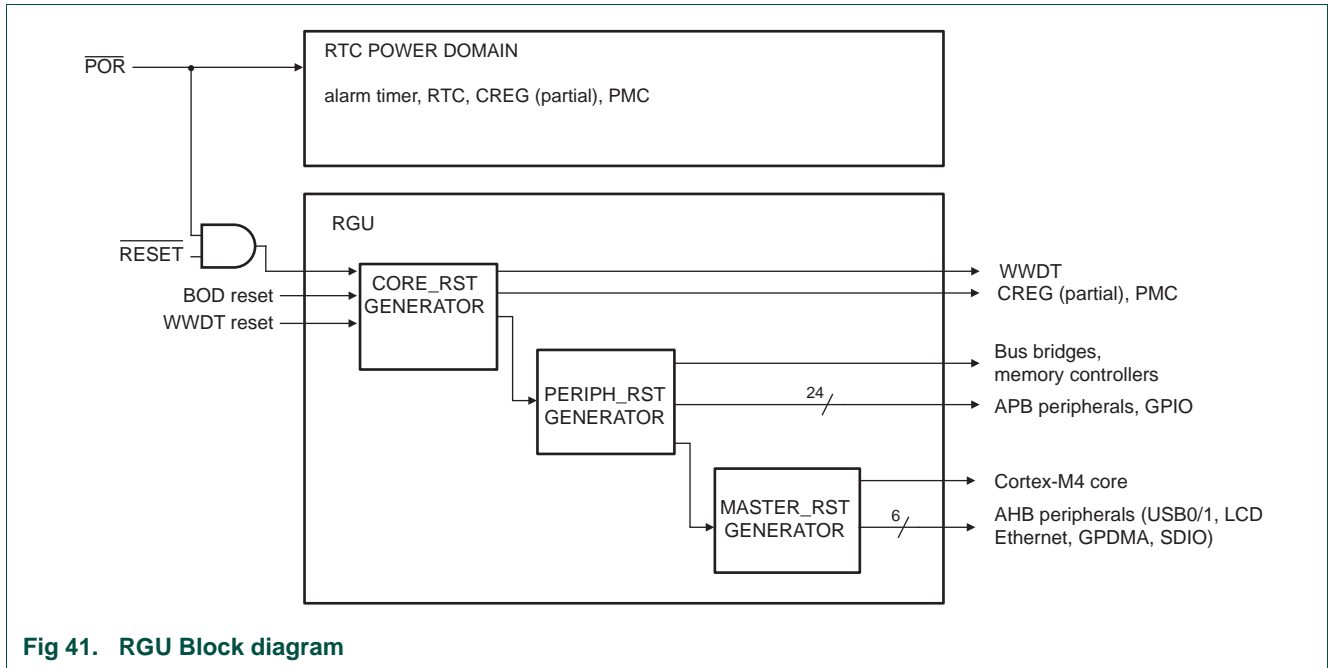 POR
RTC POWER DOMAIN
alarm timer, RTC, CREG (partial), PMC
RGU
RESET
BOD reset
WWDT reset
CORE_RST
GENERATOR
WWDT
CREG (partial), PMC
PERIPH_RST
GENERATOR
Bus bridges,
memory controllers
24
APB peripherals, GPIO
MASTER_RST
GENERATOR
Cortex-M4 core
6
AHB peripherals (USB0/1, LCD
Ethernet, GPDMA, SDIO)
Fig 41. RGU Block diagram